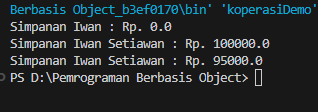 Berbasis Object_b3ef0170\bin' 'koperasiDemo'
Simpanan Iwan : Rp. 0.0
Simpanan Iwan Setiawan : Rp. 100000.0
Simpanan Iwan Setiawan : Rp. 95000.0
PS D:\Pemrograman Berbasis Object>